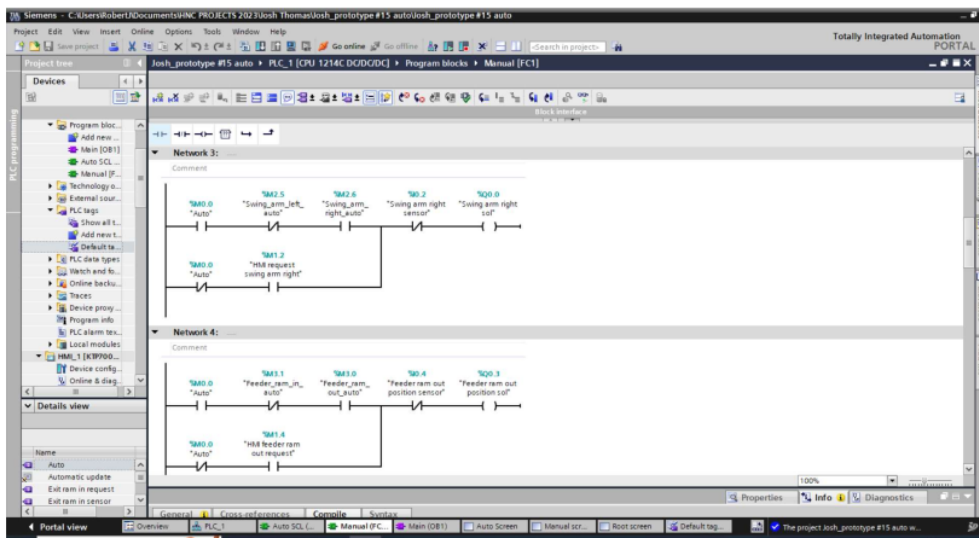 Siemens - C:\Users\RobertJ\Documents\HNC PROJECTS 2023\Josh Thomas\Josh_prototype #15 auto\Josh_prototype #15 auto
Project Edit View Insert Online Options Tools Window Help
Totally Integrated Automation
PORTAL
Save project
Go online
Go offline
<Search in project>
Project tree
Josh_prototype #15 auto
PLC_1 [CPU 1214C DC/DC/DC]
Program blocks
Manual [FC1]
Devices
PLC programming
Block interface
Program bloc...
Add new ...
Main [OB1]
Auto SCL ...
Manual [F...
Technology o...
External sour...
PLC tags
Show all t...
Add new t...
Default ta...
PLC data types
Watch and fo...
Online backu...
Traces
Device proxy ...
Program info
PLC alarm tex...
Local modules
HMI_1 [KTP700...
Device config...
Online & diag...
Details view
Name
Auto
Automatic update
Exit ram in request
Exit ram in sensor
Network 3: ....
Comment
%M0.0
"Auto"
%M2.5
"Swing_arm_left_
auto"
%M2.6
"Swing_arm_
right_auto"
%I0.2
"Swing arm right
sensor"
%Q0.0
"Swing arm right
sol"
%M0.0
"Auto"
%M1.2
"HMI request
swing arm right"
Network 4: ....
Comment
%M0.0
"Auto"
%M3.1
"Feeder_ram_in_
auto"
%M3.0
"Feeder_ram_
out_auto"
%I0.4
"Feeder ram out
position sensor"
%Q0.3
"Feeder ram out
position sol"
%M0.0
"Auto"
%M1.4
"HMI feeder ram
out request"
100%
Properties
Info
Diagnostics
General
Cross-references
Compile
Syntax
Portal view
Overview
PLC_1
Auto SCL (...
Manual (FC...
Main (OB1)
Auto Screen
Manual scr...
Root screen
Default tag...
The project Josh_prototype #15 auto w...